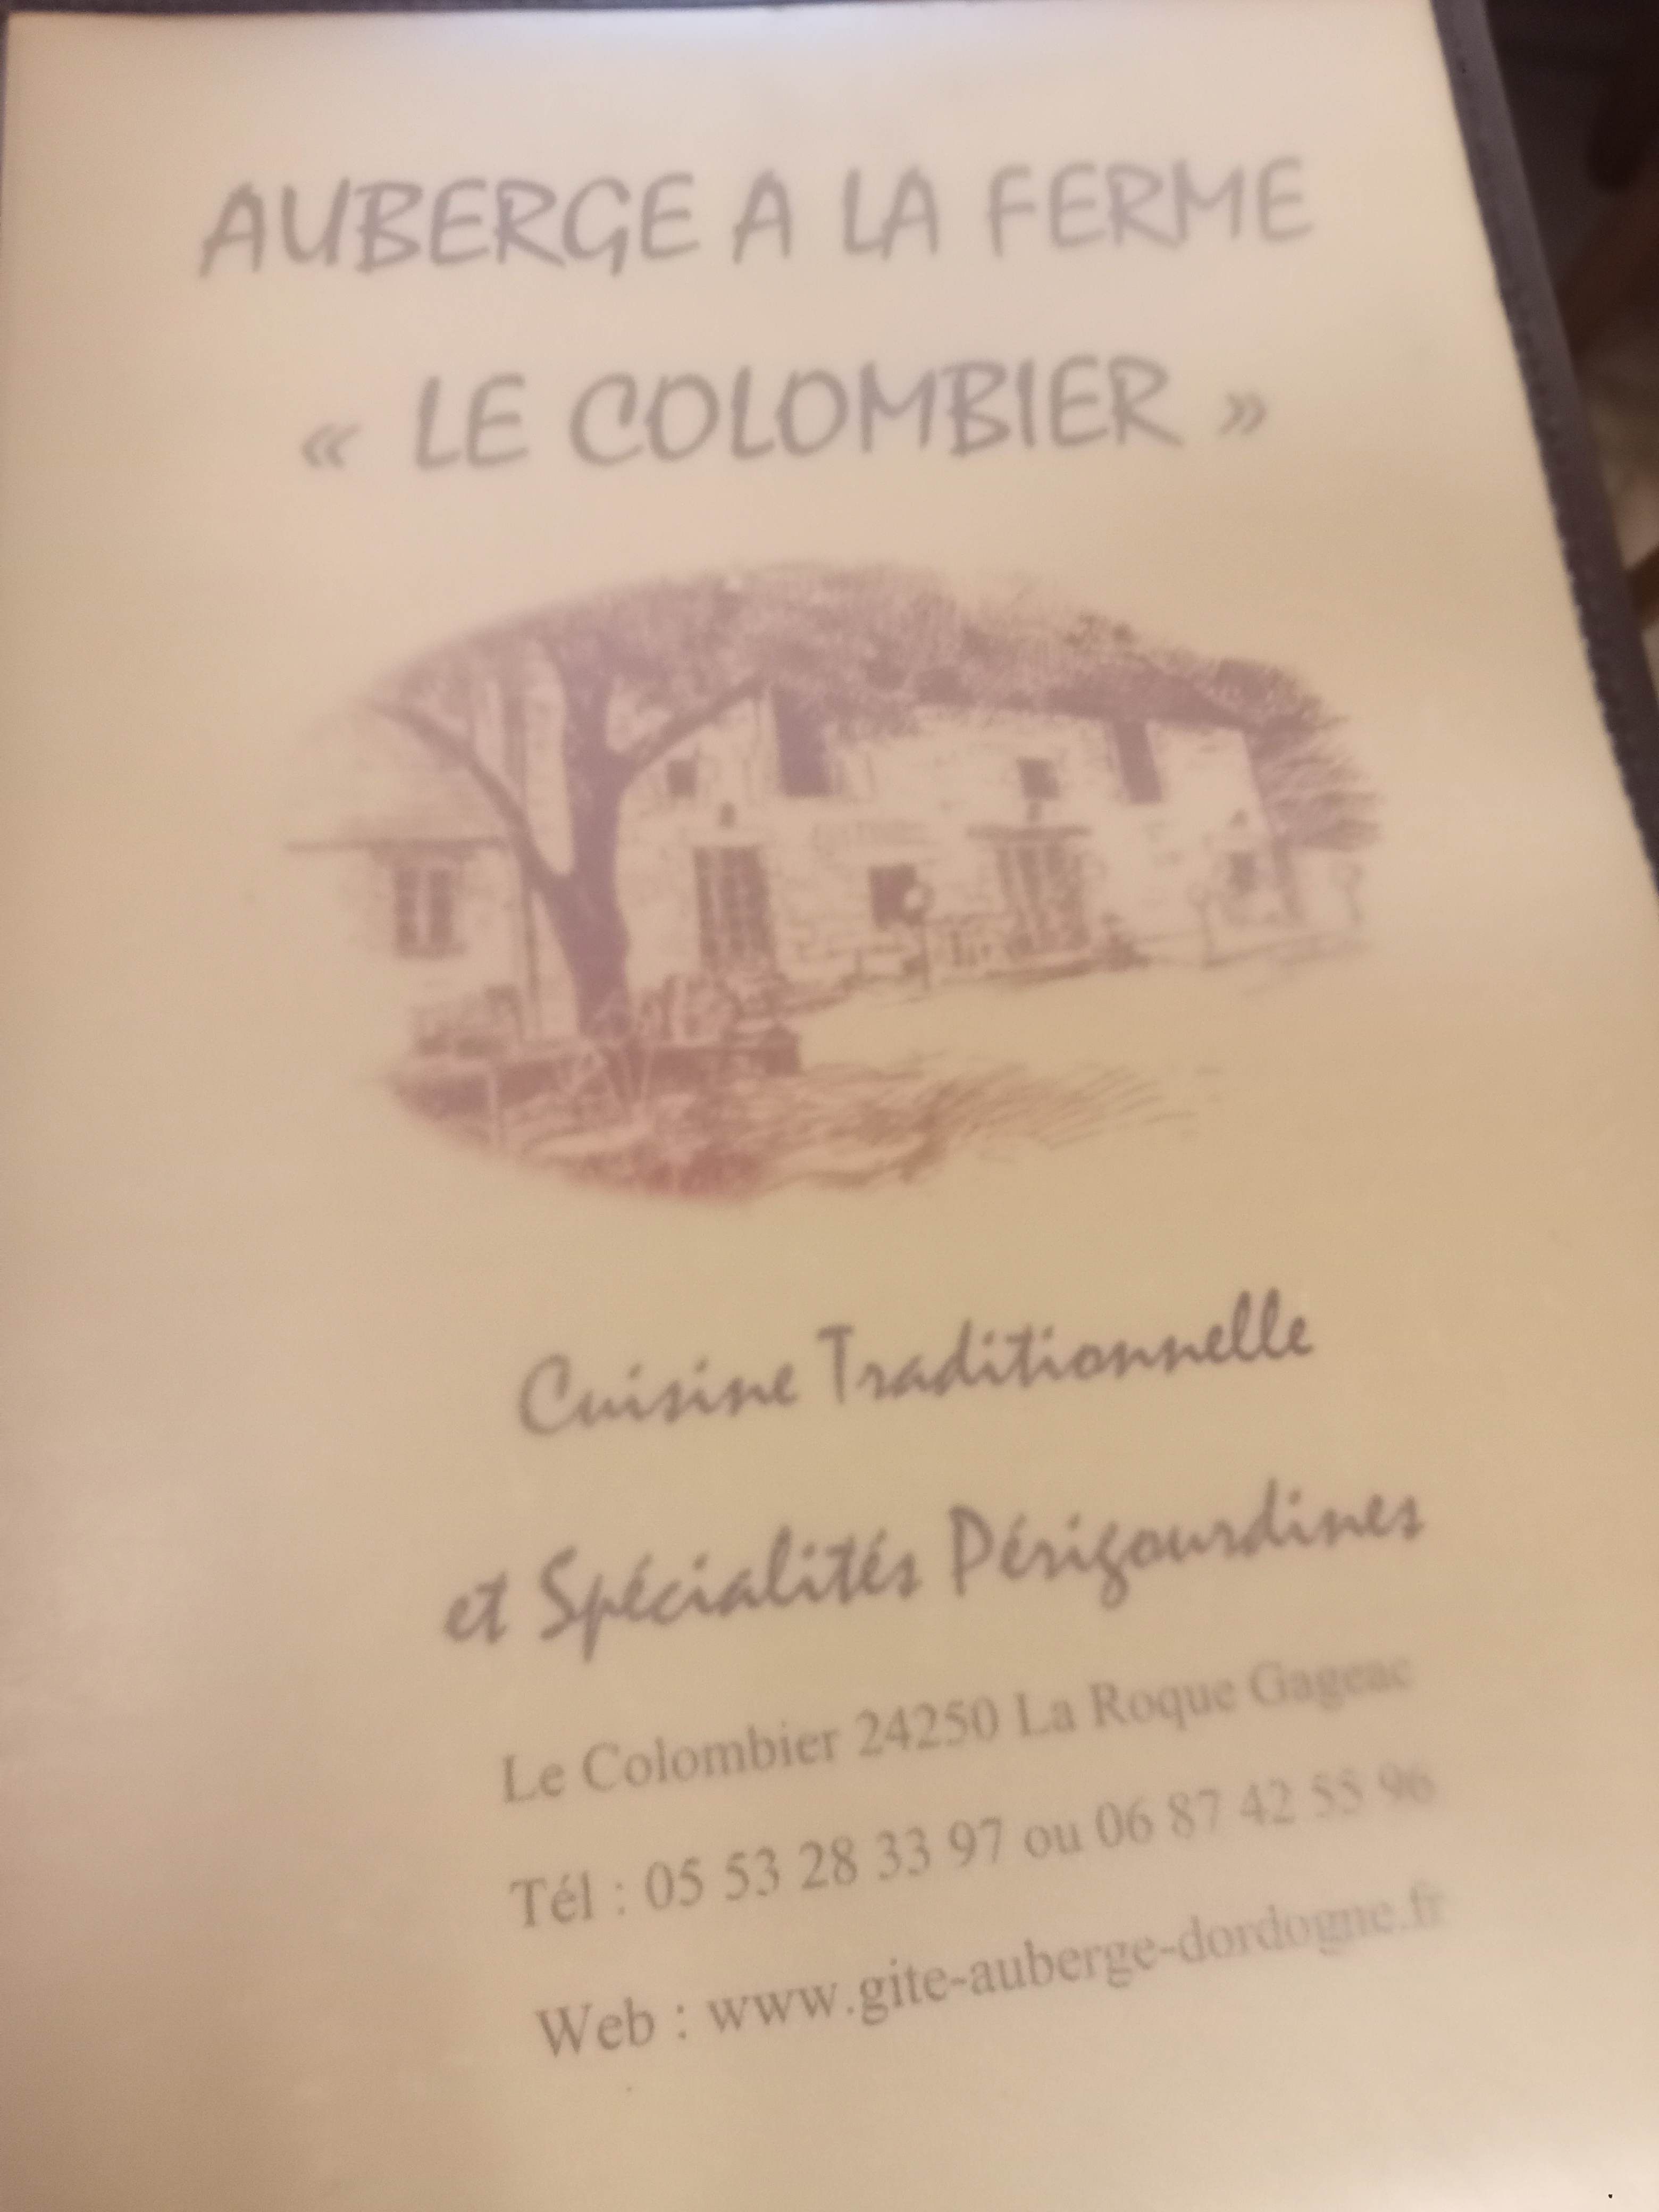 AUBERGE A LA FERME
« LE COLOMBIER »
Cuisine Traditionnelle
et Spécialités Périgourdines
Le Colombier 24250 La Roque Gageac
Tél : 05 53 28 33 97 ou 06 87 42 55 96
Web : www.gite-auberge-dordogne.fr